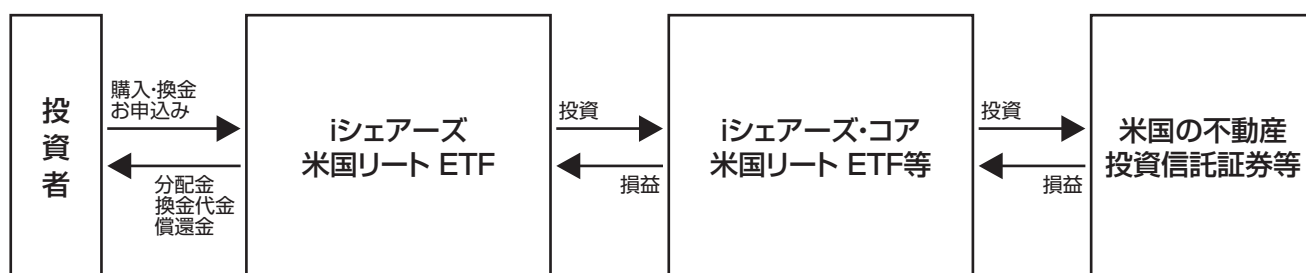 投資者
購入・換金
お申込み
分配金
換金代金
償還金
iシェアーズ
米国リート ETF
投資
損益
iシェアーズ・コア
米国リート ETF等
投資
損益
米国の不動産
投資信託証券等